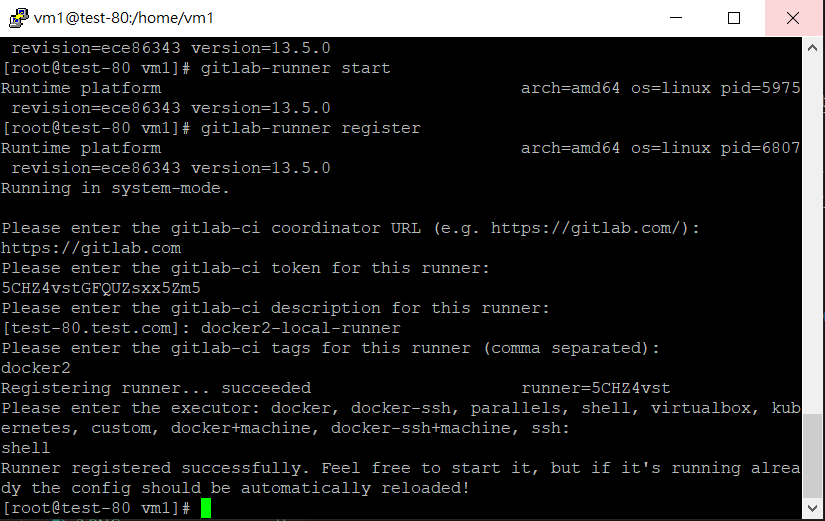 vm1@test-80:/home/vm1
 revision=ece86343 version=13.5.0
[root@test-80 vm1]# gitlab-runner start
Runtime platform                                    arch=amd64 os=linux pid=5975
 revision=ece86343 version=13.5.0
[root@test-80 vm1]# gitlab-runner register
Runtime platform                                    arch=amd64 os=linux pid=6807
 revision=ece86343 version=13.5.0
Running in system-mode.

Please enter the gitlab-ci coordinator URL (e.g. https://gitlab.com/):
https://gitlab.com
Please enter the gitlab-ci token for this runner:
5CHZ4vstGFQUZsxx5Zm5
Please enter the gitlab-ci description for this runner:
[test-80.test.com]: docker2-local-runner
Please enter the gitlab-ci tags for this runner (comma separated):
docker2
Registering runner... succeeded                     runner=5CHZ4vst
Please enter the executor: docker, docker-ssh, parallels, shell, virtualbox, kub
ernetes, custom, docker+machine, docker-ssh+machine, ssh:
shell
Runner registered successfully. Feel free to start it, but if it's running alrea
dy the config should be automatically reloaded!
[root@test-80 vm1]#